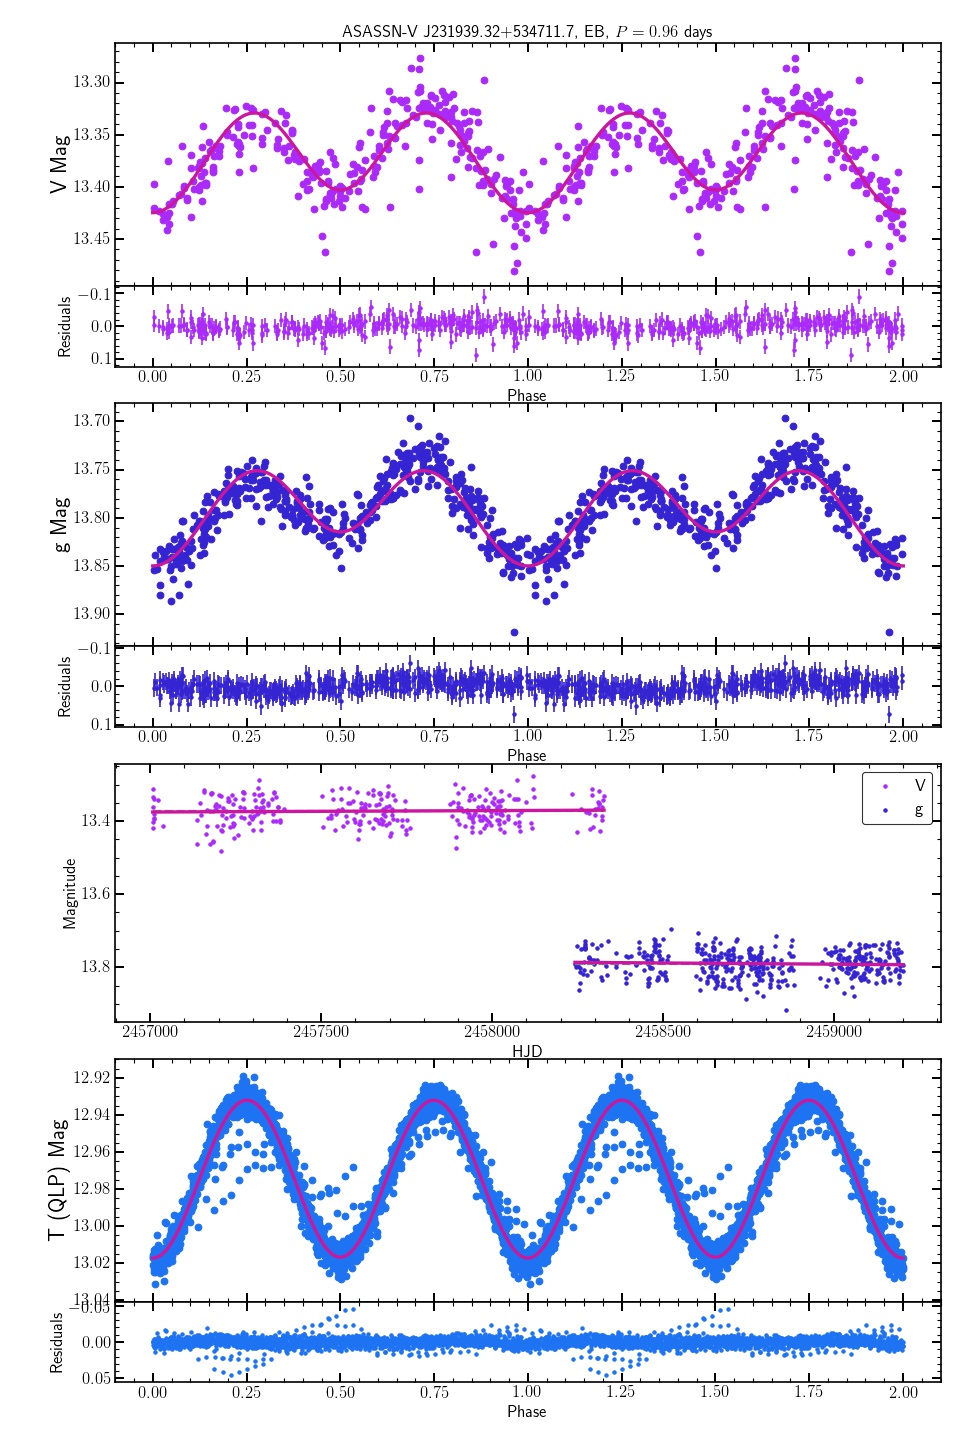 ASASSN-V J231939.32+534711.7, EB, P = 0.96 days
13.30
13.35
13.40
13.45
V Mag
−0.1
0.0
0.1
Residuals
0.00 0.25 0.50 0.75 1.00 1.25 1.50 1.75 2.00
Phase
13.70
13.75
13.80
13.85
13.90
g Mag
−0.1
0.0
0.1
Residuals
0.00 0.25 0.50 0.75 1.00 1.25 1.50 1.75 2.00
Phase
V
g
13.4
13.6
13.8
Magnitude
2457000 2457500 2458000 2458500 2459000
HJD
12.92
12.94
12.96
12.98
13.00
13.02
13.04
T (QLP) Mag
−0.05
0.00
0.05
Residuals
0.00 0.25 0.50 0.75 1.00 1.25 1.50 1.75 2.00
Phase